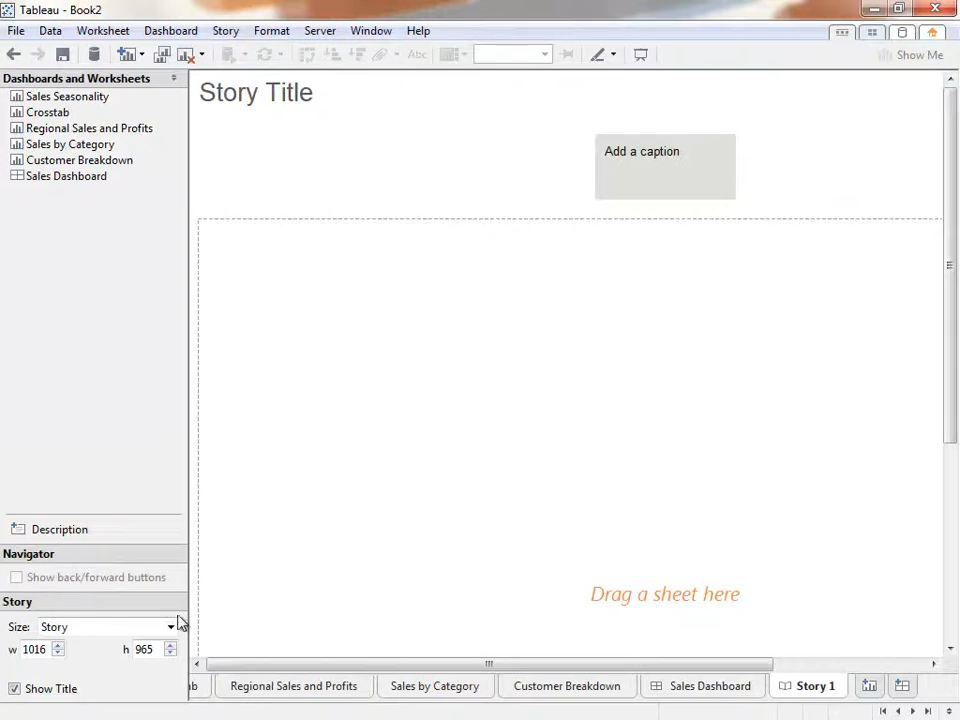 Tableau - Book2
File Data Worksheet Dashboard Story Format Server Window Help
Abc
Show Me
Dashboards and Worksheets
Sales Seasonality
Crosstab
Regional Sales and Profits
Sales by Category
Customer Breakdown
Sales Dashboard
Story Title
Add a caption
Drag a sheet here
Description
Navigator
Show back/forward buttons
Story
Size: Story
w 1016 h 965
Show Title
ab Regional Sales and Profits Sales by Category Customer Breakdown Sales Dashboard Story 1